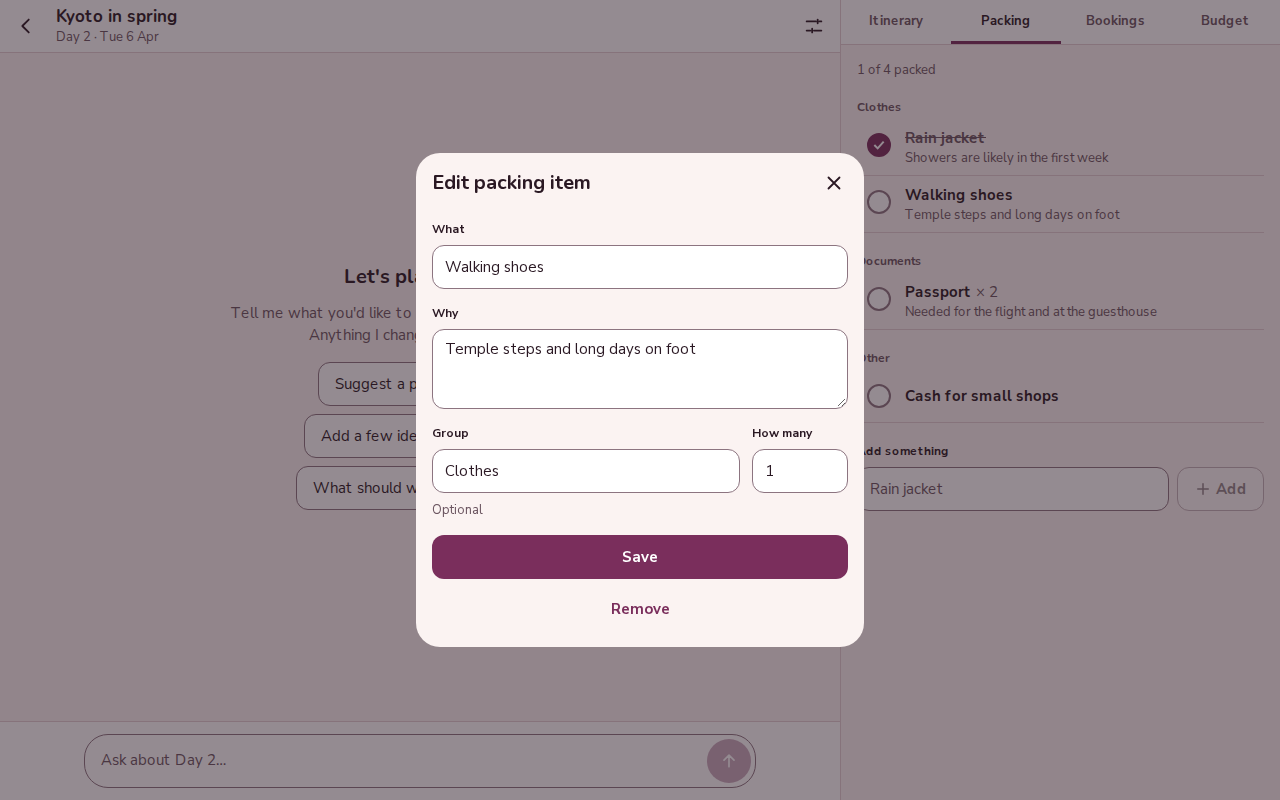 Kyoto in spring
Day 2 · Tue 6 Apr
Itinerary
Packing
Bookings
Budget
1 of 4 packed
Clothes
Rain jacket
Showers are likely in the first week
Walking shoes
Temple steps and long days on foot
Documents
Passport × 2
Needed for the flight and at the guesthouse
Other
Cash for small shops
Add something
Rain jacket
Add
Let's pla
Tell me what you'd like to
Anything I chang
Suggest a p
Add a few ide
What should w
Ask about Day 2...
Edit packing item
What
Walking shoes
Why
Temple steps and long days on foot
Group
How many
Clothes
1
Optional
Save
Remove